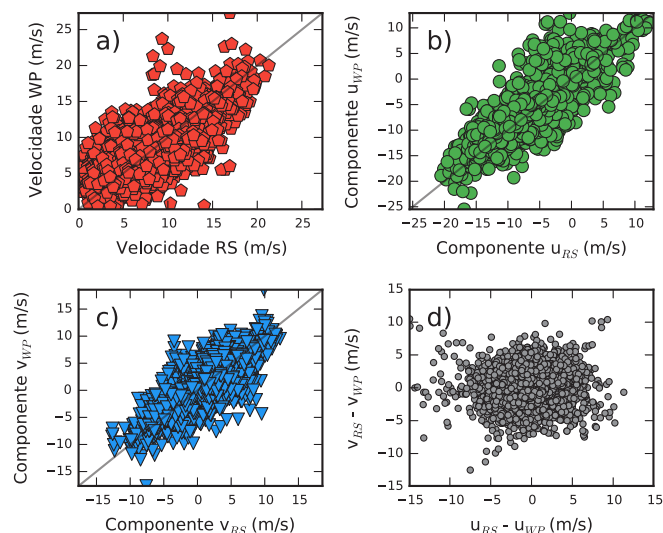 a)
Velocidade WP (m/s)
0 5 10 15 20 25
0 5 10 15 20 25
Velocidade RS (m/s)
b)
Componente u_WP (m/s)
10 5 0 −5 −10 −15 −20 −25
−25 −20 −15 −10 −5 0 5 10
Componente u_RS (m/s)
c)
Componente v_WP (m/s)
15 10 5 0 −5 −10 −15
−15 −10 −5 0 5 10 15
Componente v_RS (m/s)
d)
v_RS - v_WP (m/s)
15 10 5 0 −5 −10 −15
−15 −10 −5 0 5 10 15
u_RS - u_WP (m/s)